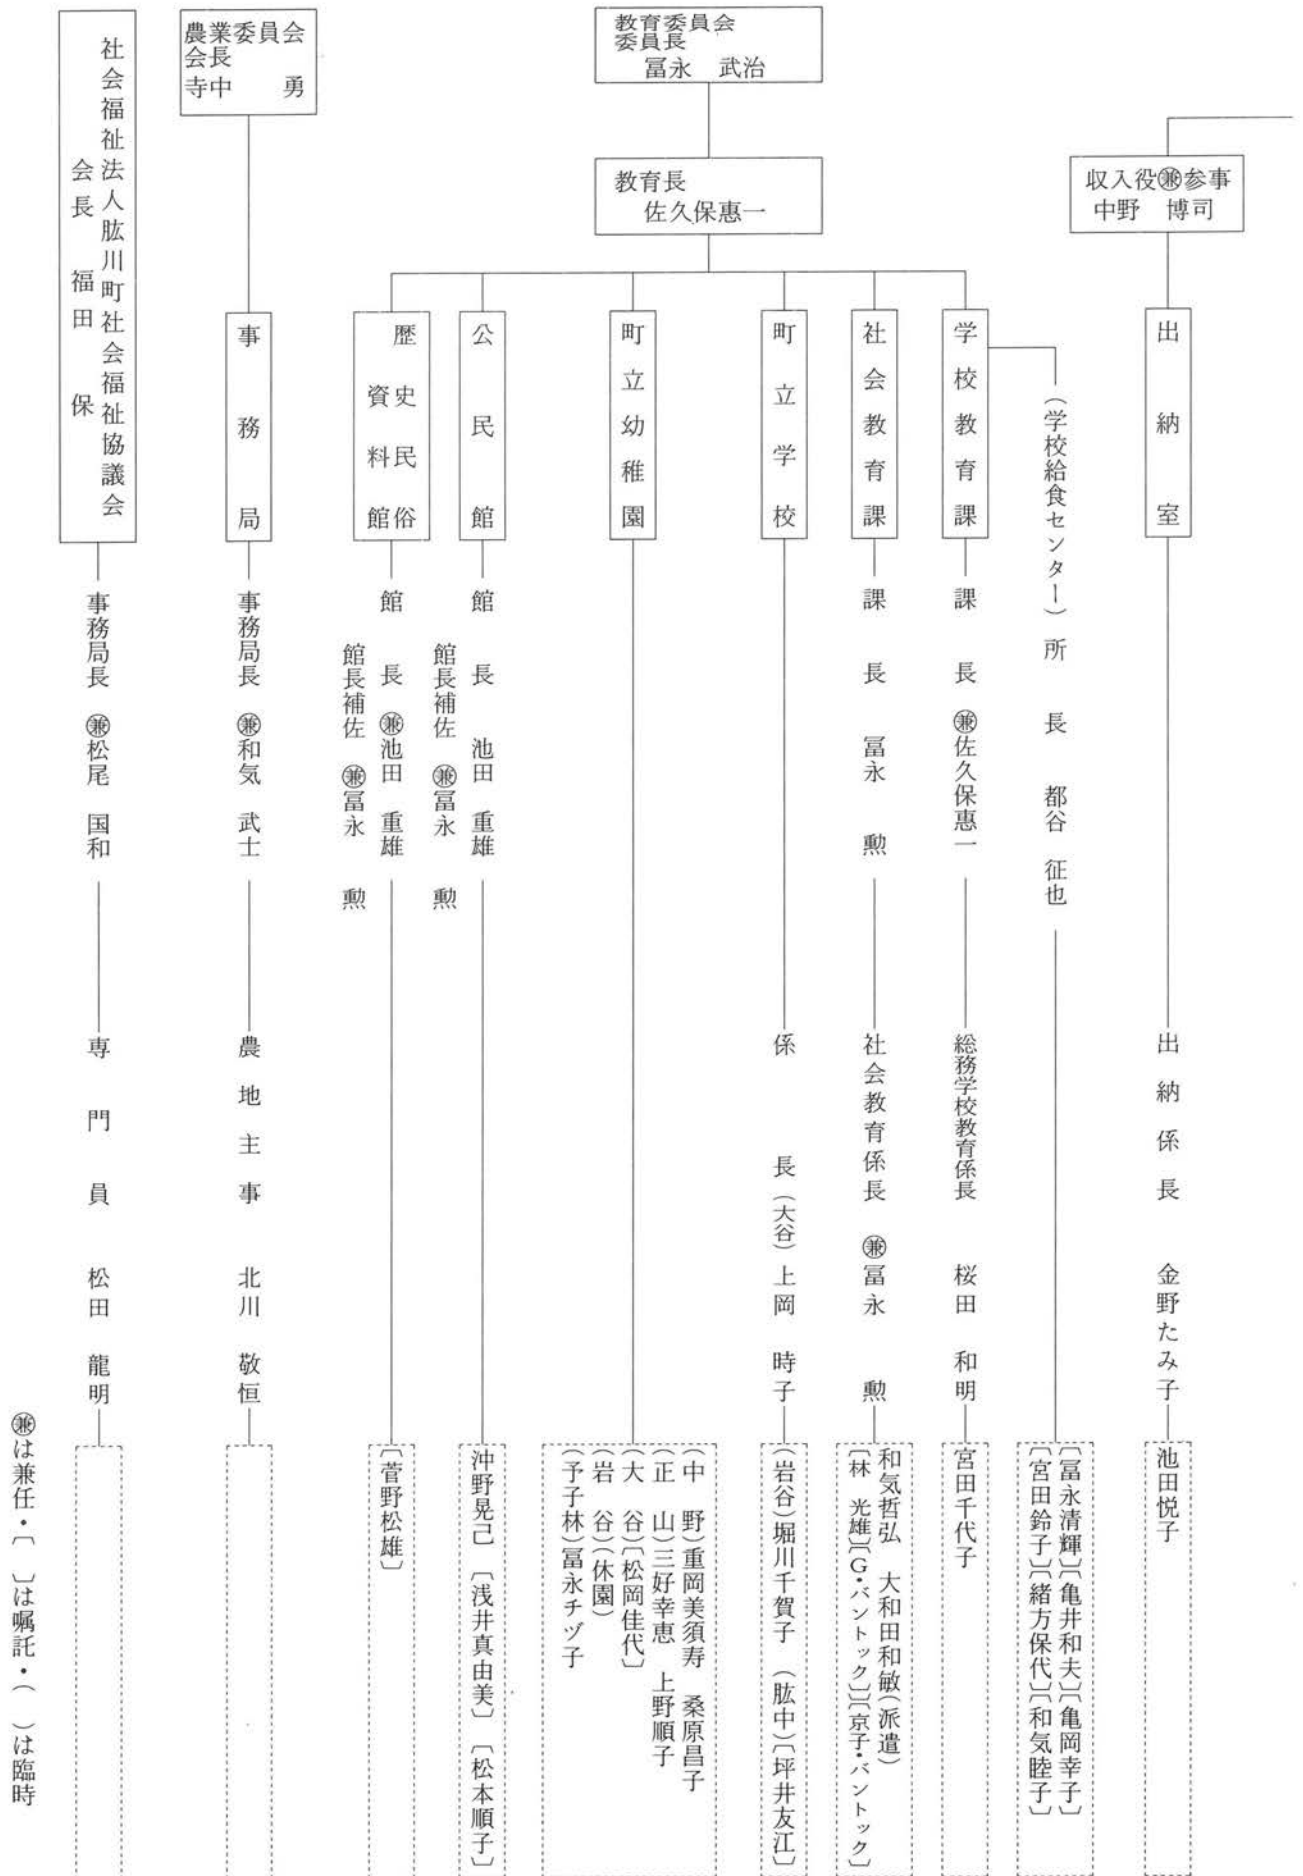 収入役㊎参事
中野　博司
出納室
出納係長　金野たみ子
池田悦子
教育委員会
委員長
冨永　武治
教育長
佐久保惠一
（学校給食センター）所長　都谷　征也
〔冨永清輝〕〔亀井和夫〕〔亀岡幸子〕
〔宮田鈴子〕〔緒方保代〕〔和気睦子〕
学校教育課
課長　㊎佐久保惠一
総務学校教育係長　桜田　和明
宮田千代子
社会教育課
課長　冨永　勲
社会教育係長　㊎冨永　勲
和気哲弘　大和田和敏（派遣）
〔林　光雄〕〔G・バントック〕〔京子・バントック〕
町立学校
係長（大谷）上岡　時子
（岩谷）堀川千賀子　（肱中）〔坪井友江〕
町立幼稚園
（中　野）重岡美須寿　桑原昌子
（正　山）三好幸恵　上野順子
（大　谷）〔松岡佳代〕
（岩　谷）（休園）
（予子林）冨永チヅ子
公民館
館長　池田　重雄
館長補佐　㊎冨永　勲
沖野晃己　〔浅井真由美〕　〔松本順子〕
歴史民俗
資料館
館長　㊎池田　重雄
館長補佐　㊎冨永　勲
〔菅野松雄〕
農業委員会
会長
寺中　勇
事務局
事務局長　㊎和気　武士
農地主事　北川　敬恒
社会福祉法人肱川町社会福祉協議会
会長　福田　保
事務局長　㊎松尾　国和
専門員　松田　龍明
㊎は兼任・〔　〕は嘱託・（　）は臨時